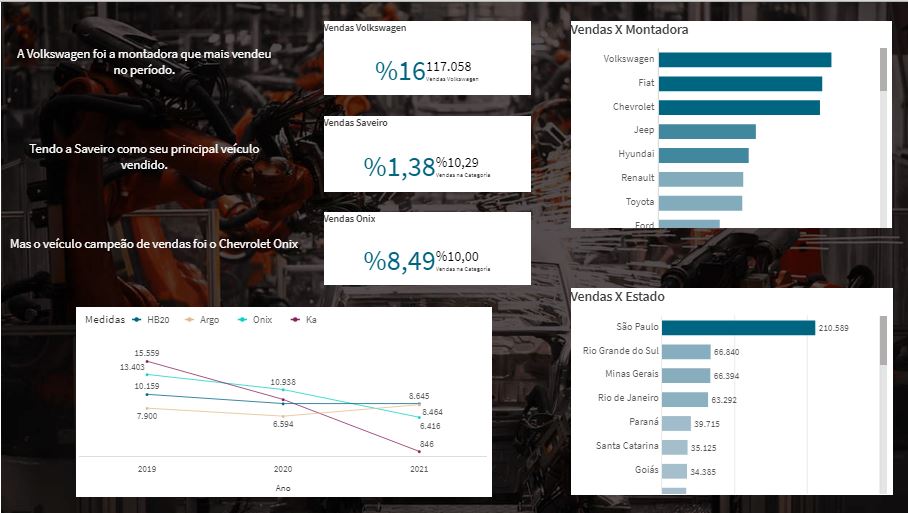 A Volkswagen foi a montadora que mais vendeu
no período.
Vendas Volkswagen
%16
117.058
Vendas Volkswagen
Tendo a Saveiro como seu principal veículo
vendido.
Vendas Saveiro
%1,38
%10,29
Vendas na Categoria
Mas o veículo campeão de vendas foi o Chevrolet Onix
Vendas Onix
%8,49
%10,00
Vendas na Categoria
Vendas X Montadora
Volkswagen
Fiat
Chevrolet
Jeep
Hyundai
Renault
Toyota
Ford
Medidas HB20 Argo Onix Ka
15.559
13.403
10.159
7.900
10.938
6.594
8.645
8.464
6.416
846
2019 2020 2021
Ano
Vendas X Estado
São Paulo 210.589
Rio Grande do Sul 66.840
Minas Gerais 66.394
Rio de Janeiro 63.292
Paraná 39.715
Santa Catarina 35.125
Goiás 34.385